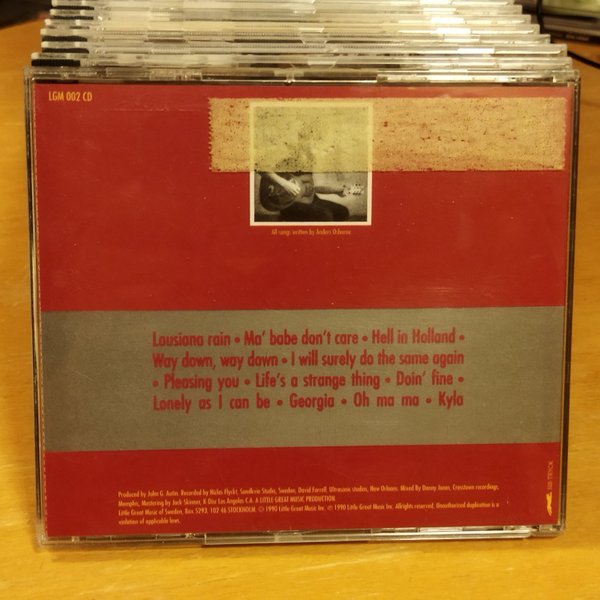 LGM 002 CD
All songs written by Anders Osborne.
Lousiana rain • Ma' babe don't care • Hell in Holland •
Way down, way down • I will surely do the same again
• Pleasing you • Life's a strange thing • Doin' fine •
Lonely as I can be • Georgia • Oh ma ma • Kyla
Produced by John G. Autin. Recorded by Niclas Flyckt, Sundkvse Studio, Sweden, David Farrell. Ultrasonic studios, New Orleans. Mixed By Danny Jones, Crosstown recordings,
Memphis, Mastering by Jack Skinner, K-Disc Los Angeles C.A. A LITTLE GREAT MUSIC PRODUCTION.
Little Great Music of Sweden, Box 5293, 102 46 STOCKHOLM. © 1990 Little Great Music Inc. ℗ 1990 Little Great Music Inc. Allrights reserved. Unauthorized duplication is a
violation of applicable laws.
TRYCK